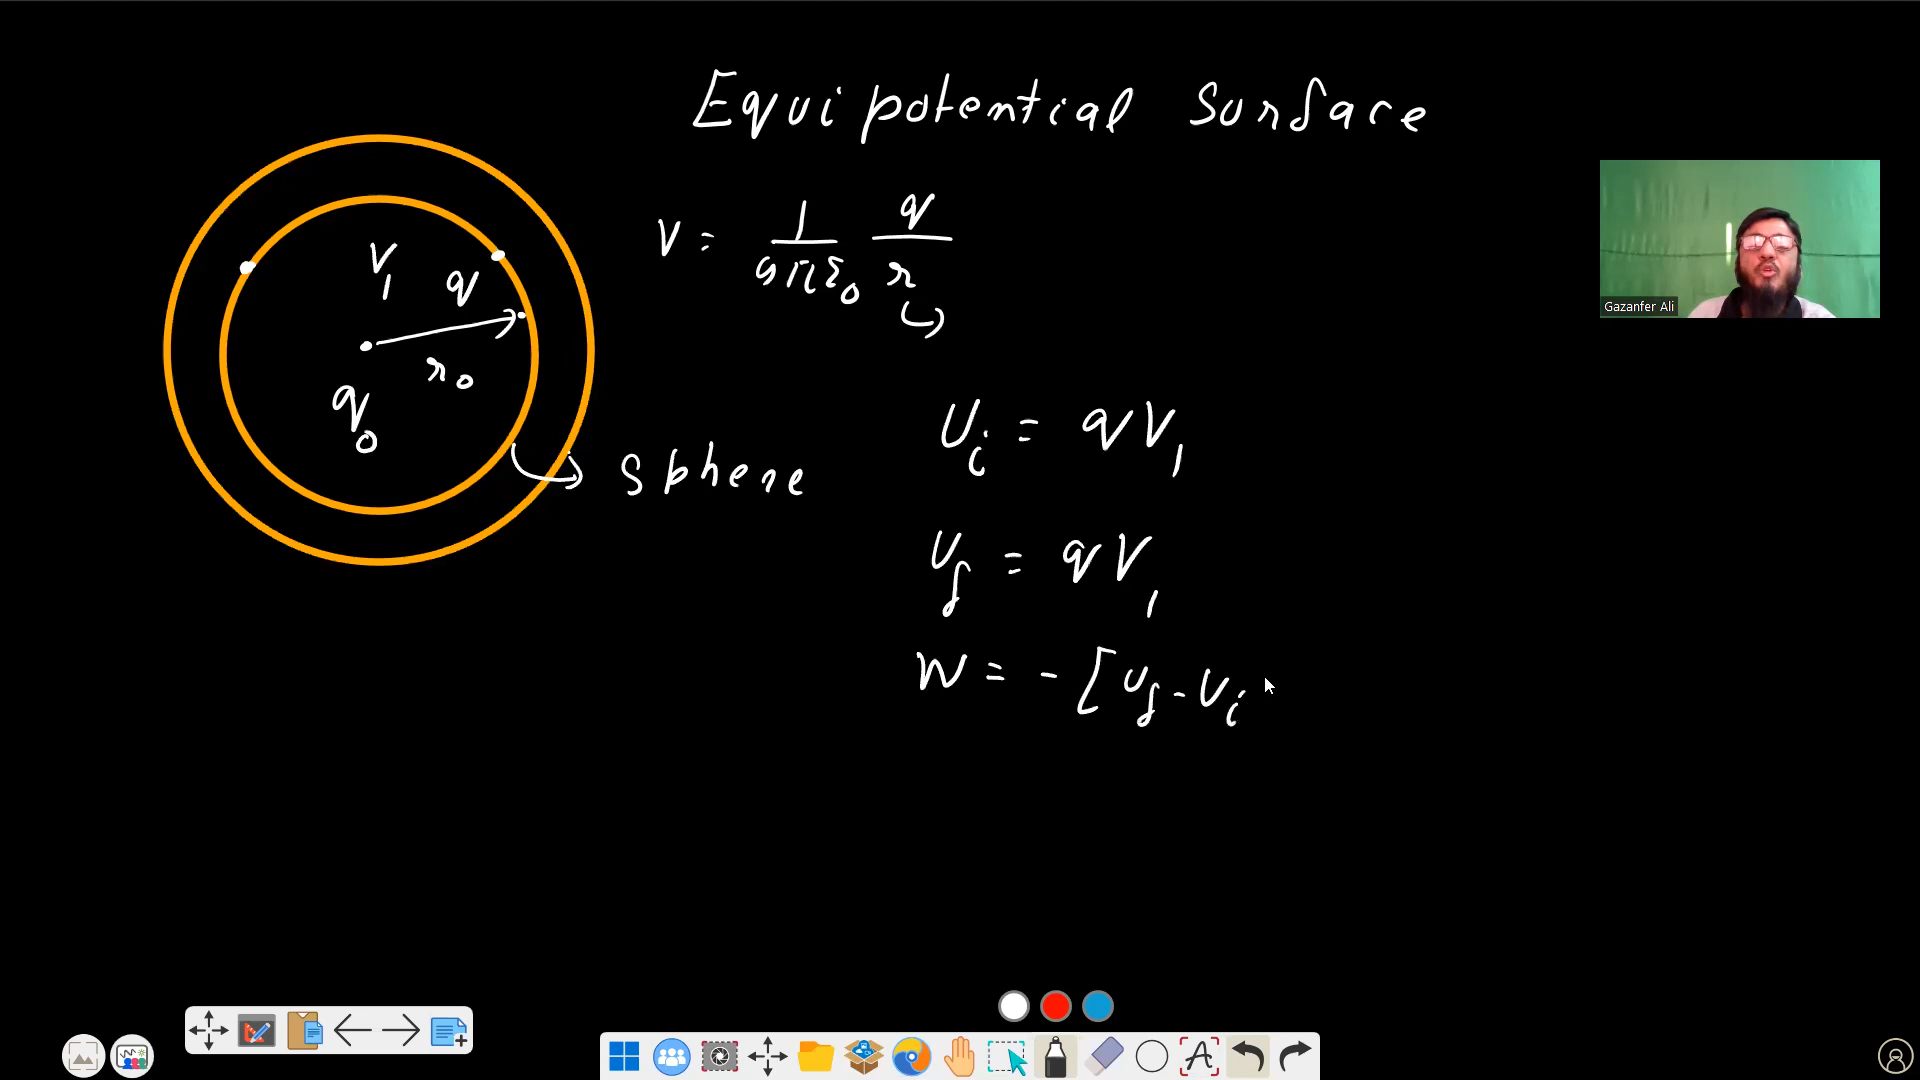 Equipotential Surface
V = 1/4πε₀ q/r
V₁ q
r₀
q₀
Sphere
Uᵢ = qV₁
U_f = qV₁
W = - [U_f - Uᵢ
Gazanfer Ali